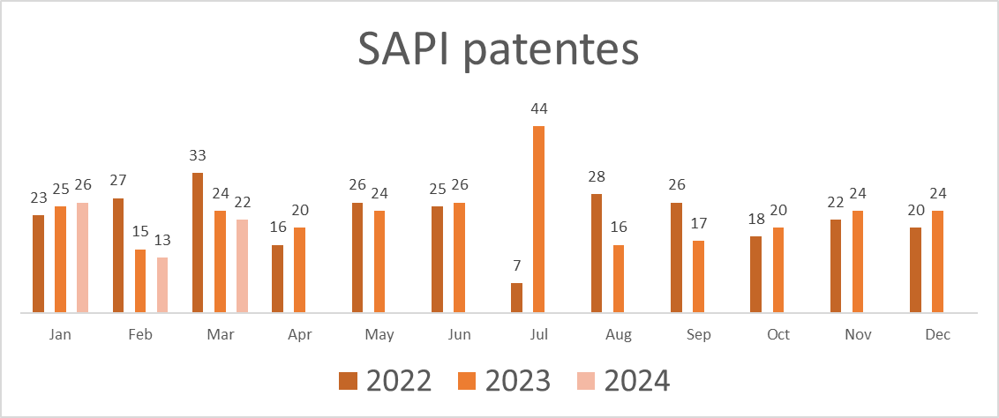 SAPI patentes
23 25 26 27 15 13 33 24 22 16 20 26 24 25 26 7 44 28 16 26 17 18 20 22 24 20 24
Jan Feb Mar Apr May Jun Jul Aug Sep Oct Nov Dec
2022 2023 2024